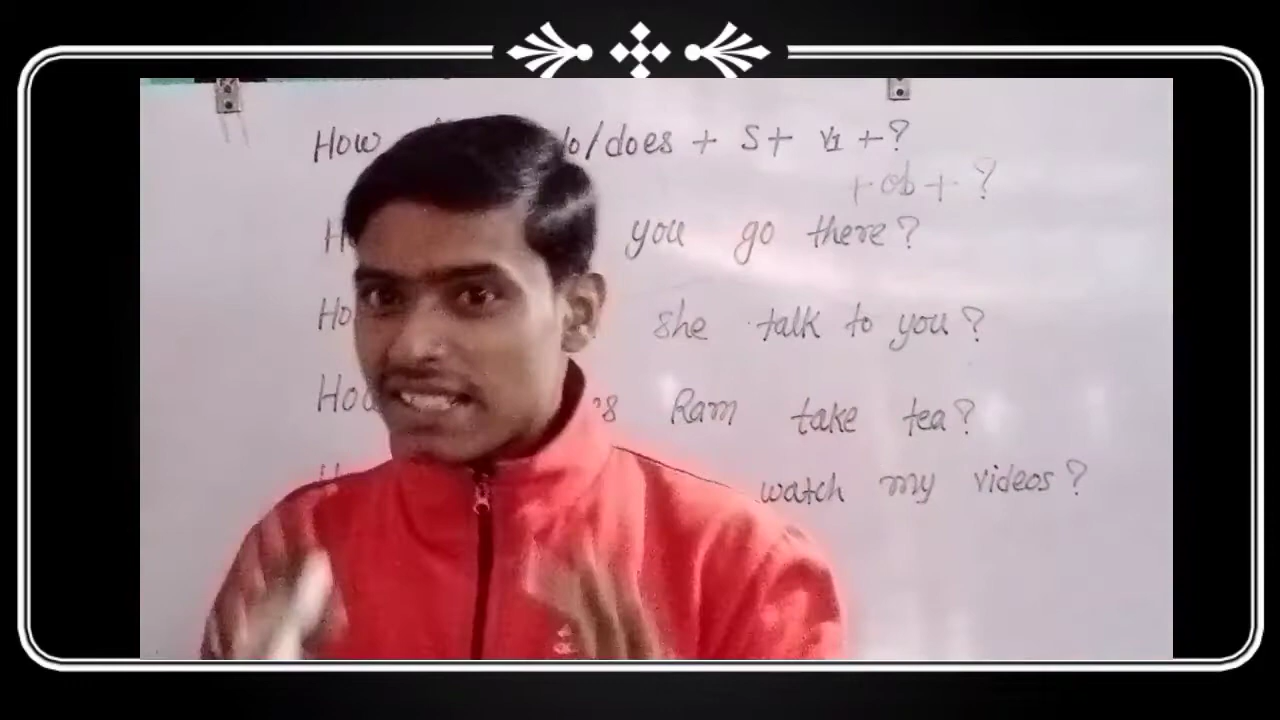 How do/does + S + V1 + ?
+ ob + ?
you go there?
she talk to you?
Ram take tea?
watch my videos?